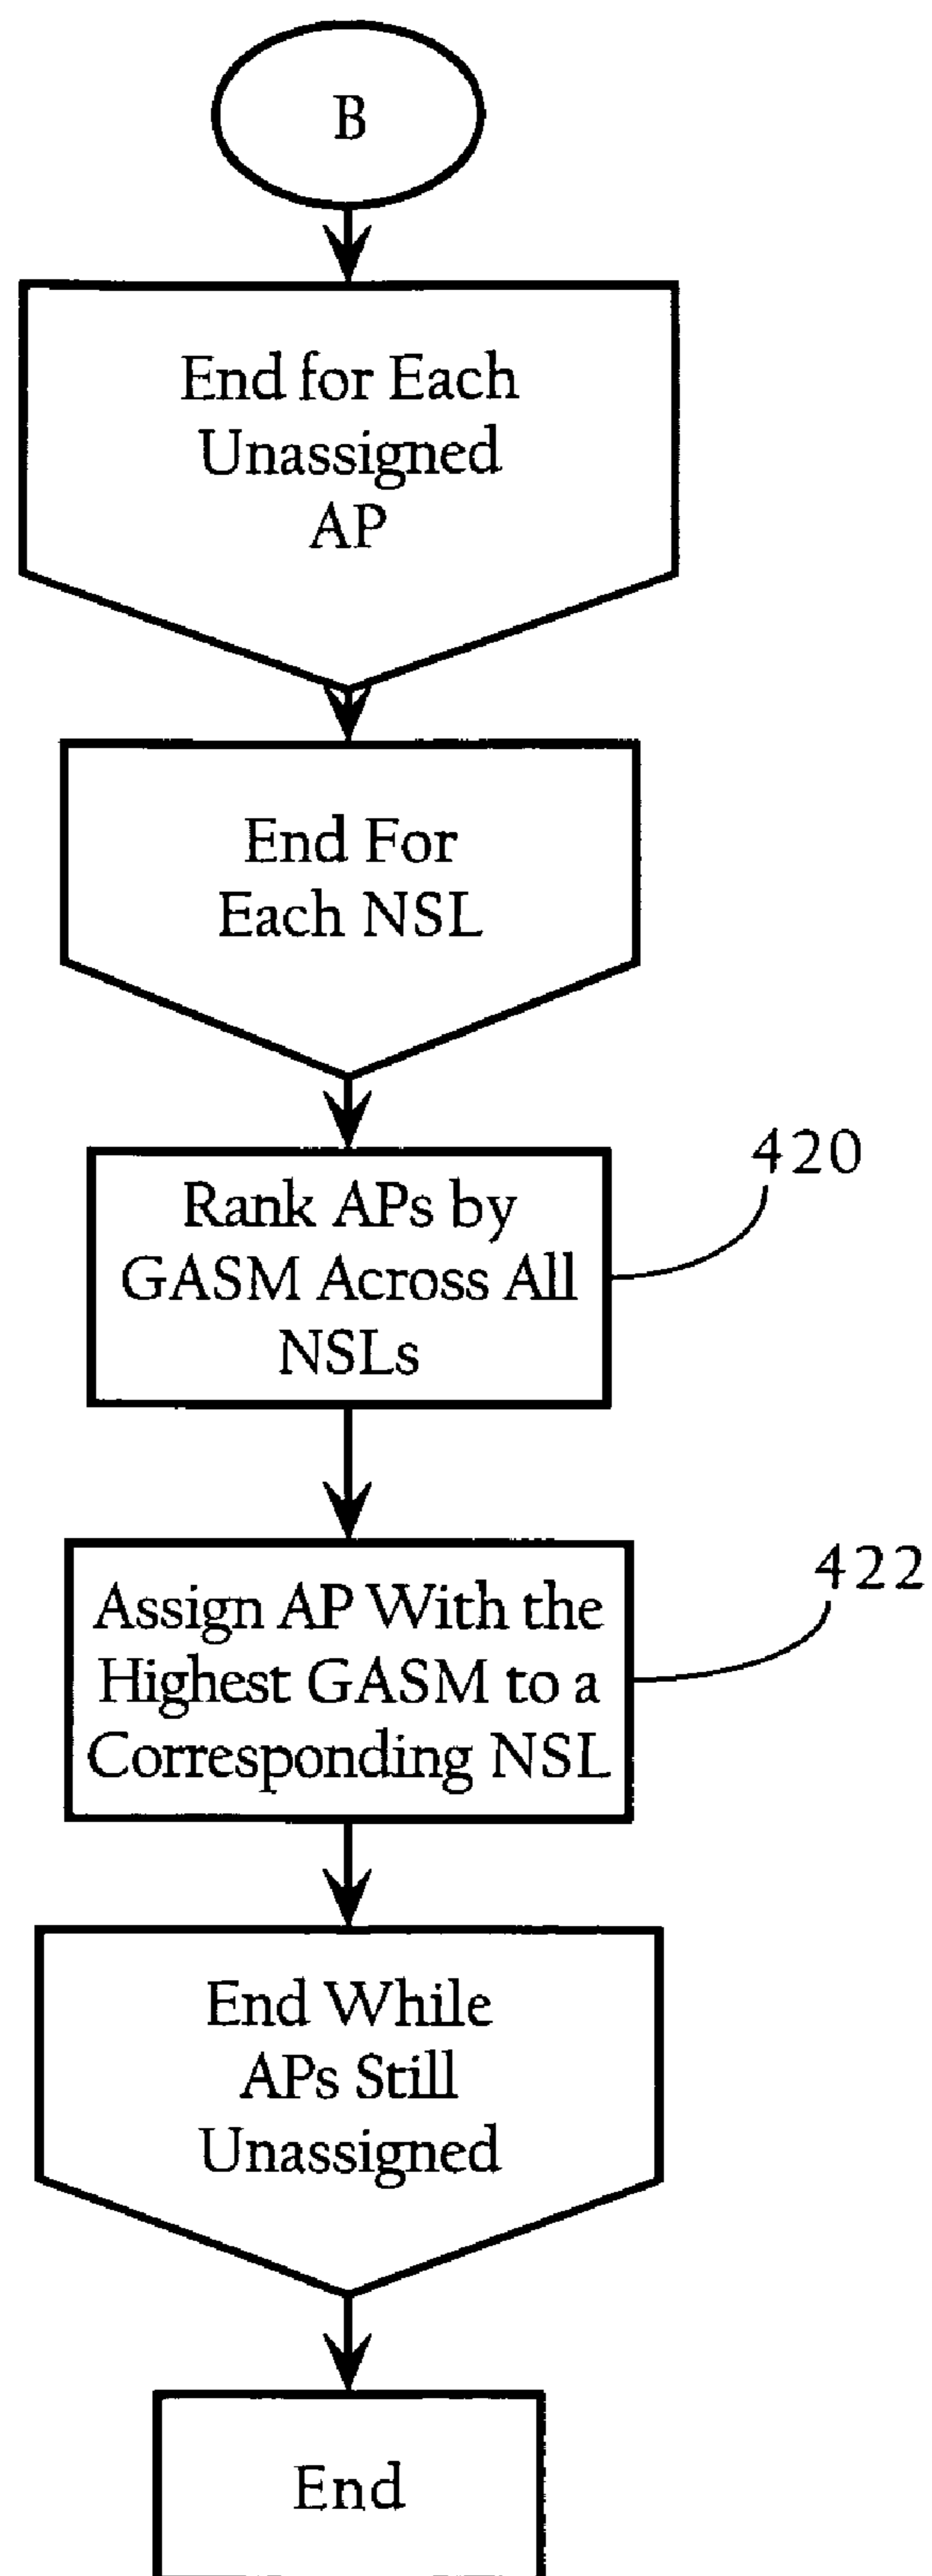 B
End for Each
Unassigned
AP
End For
Each NSL
420
Rank APs by
GASM Across All
NSLs
422
Assign AP With the
Highest GASM to a
Corresponding NSL
End While
APs Still
Unassigned
End